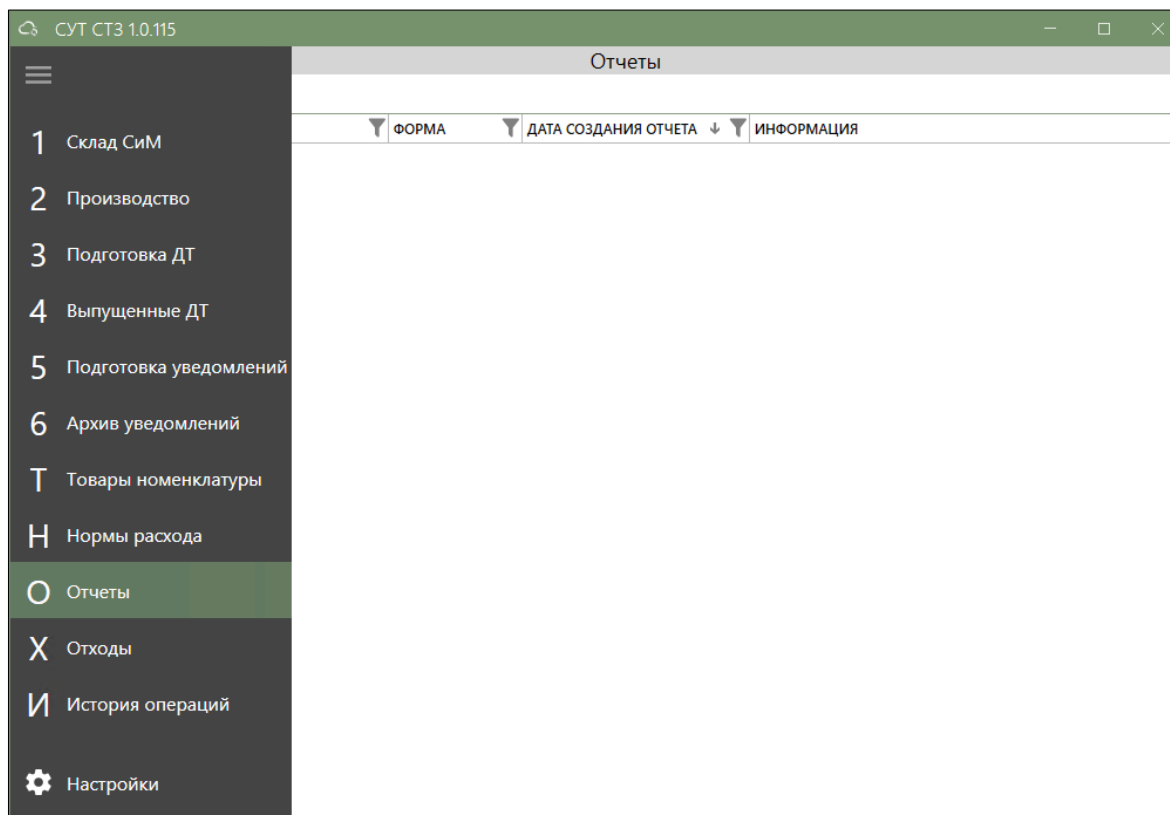 СУТ СТЗ 1.0.115
Отчеты
ФОРМА
ДАТА СОЗДАНИЯ ОТЧЕТА
ИНФОРМАЦИЯ
1 Склад СиМ
2 Производство
3 Подготовка ДТ
4 Выпущенные ДТ
5 Подготовка уведомлений
6 Архив уведомлений
Т Товары номенклатуры
Н Нормы расхода
О Отчеты
Х Отходы
И История операций
Настройки